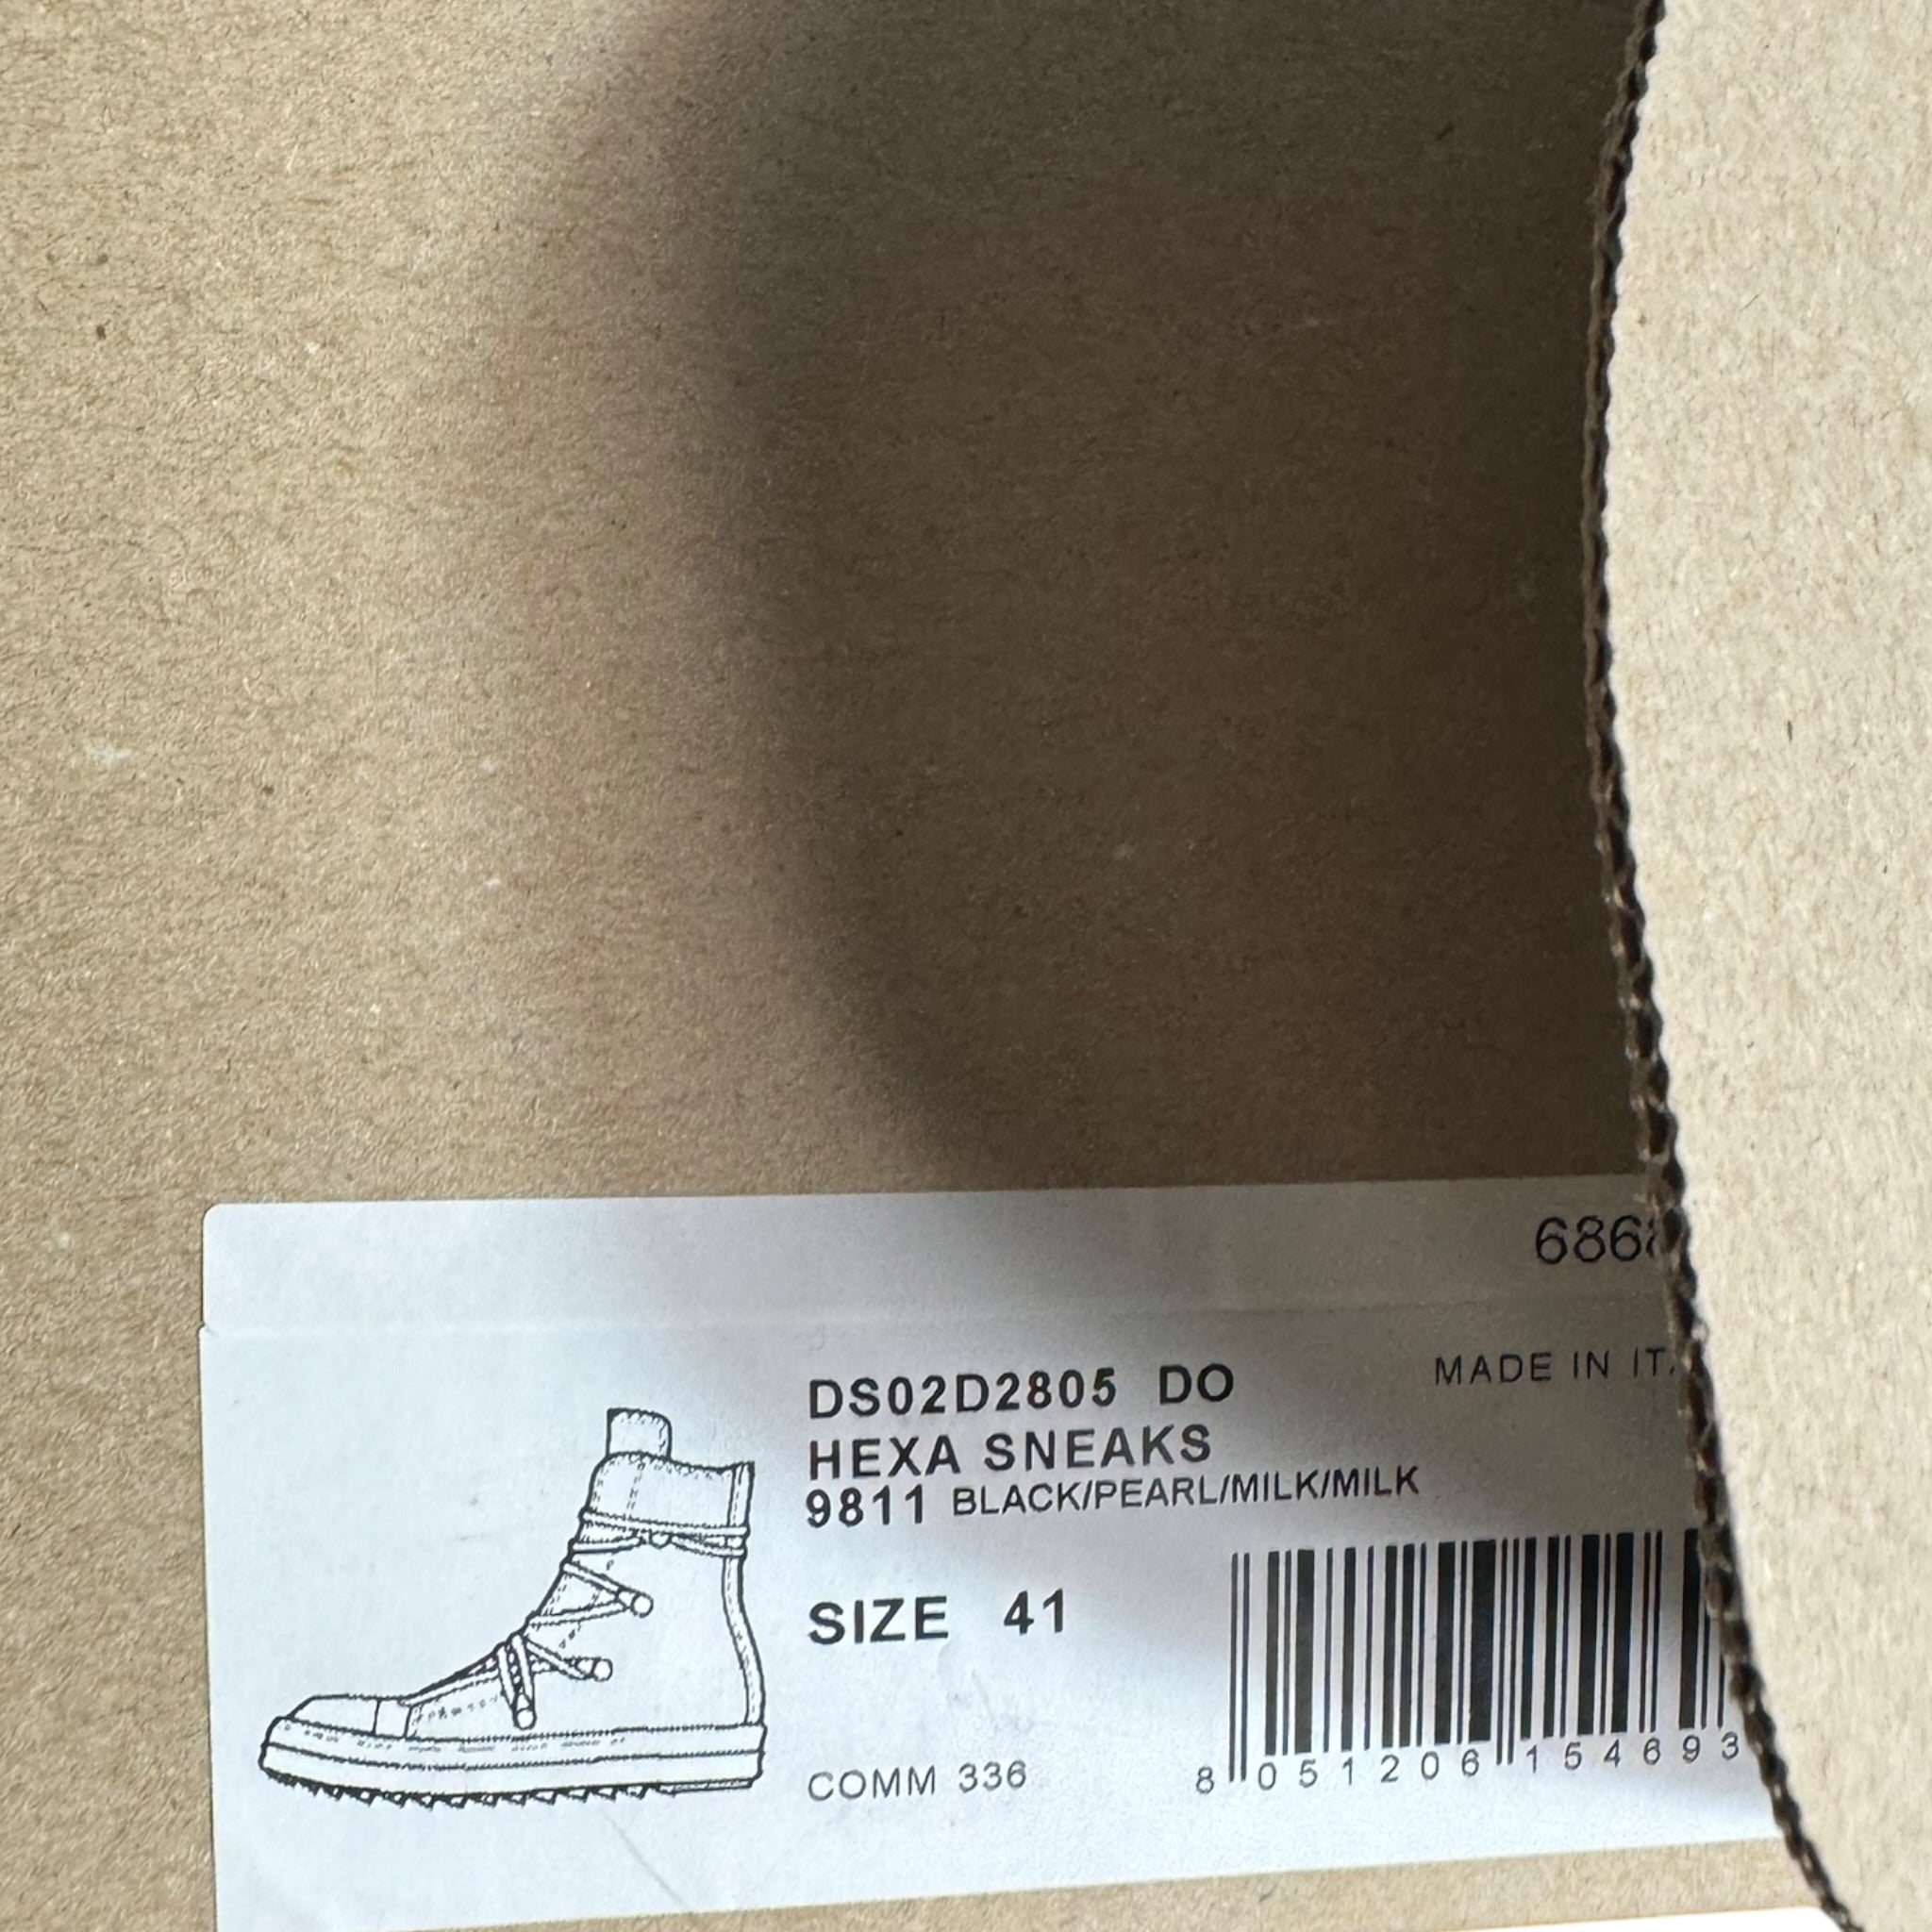 686
MADE IN IT
DS02D2805 DO
HEXA SNEAKS
9811 BLACK/PEARL/MILK/MILK
SIZE 41
COMM 336
8 051206 154693